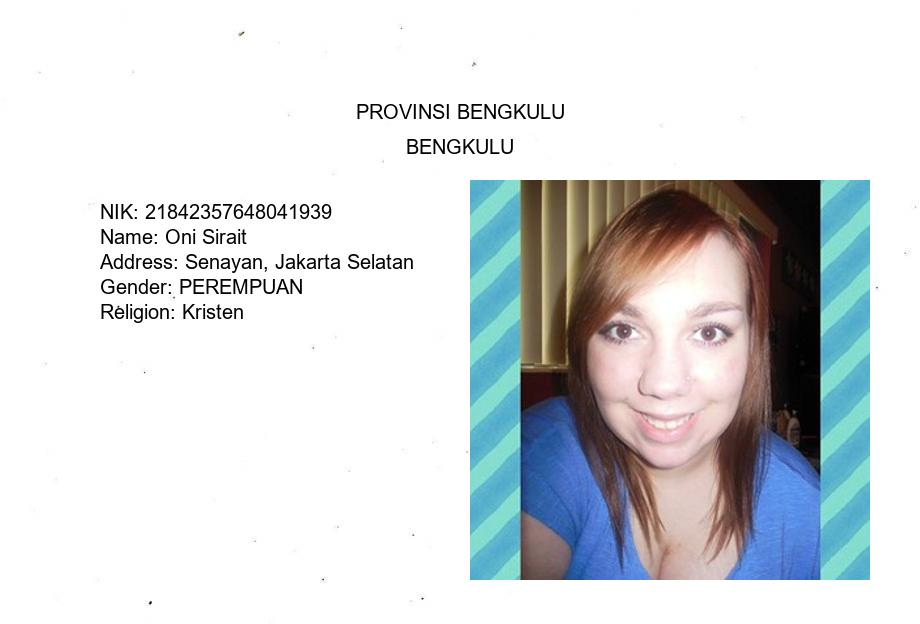 PROVINSI BENGKULU
BENGKULU
NIK: 21842357648041939
Name: Oni Sirait
Address: Senayan, Jakarta Selatan
Gender: PEREMPUAN
Religion: Kristen